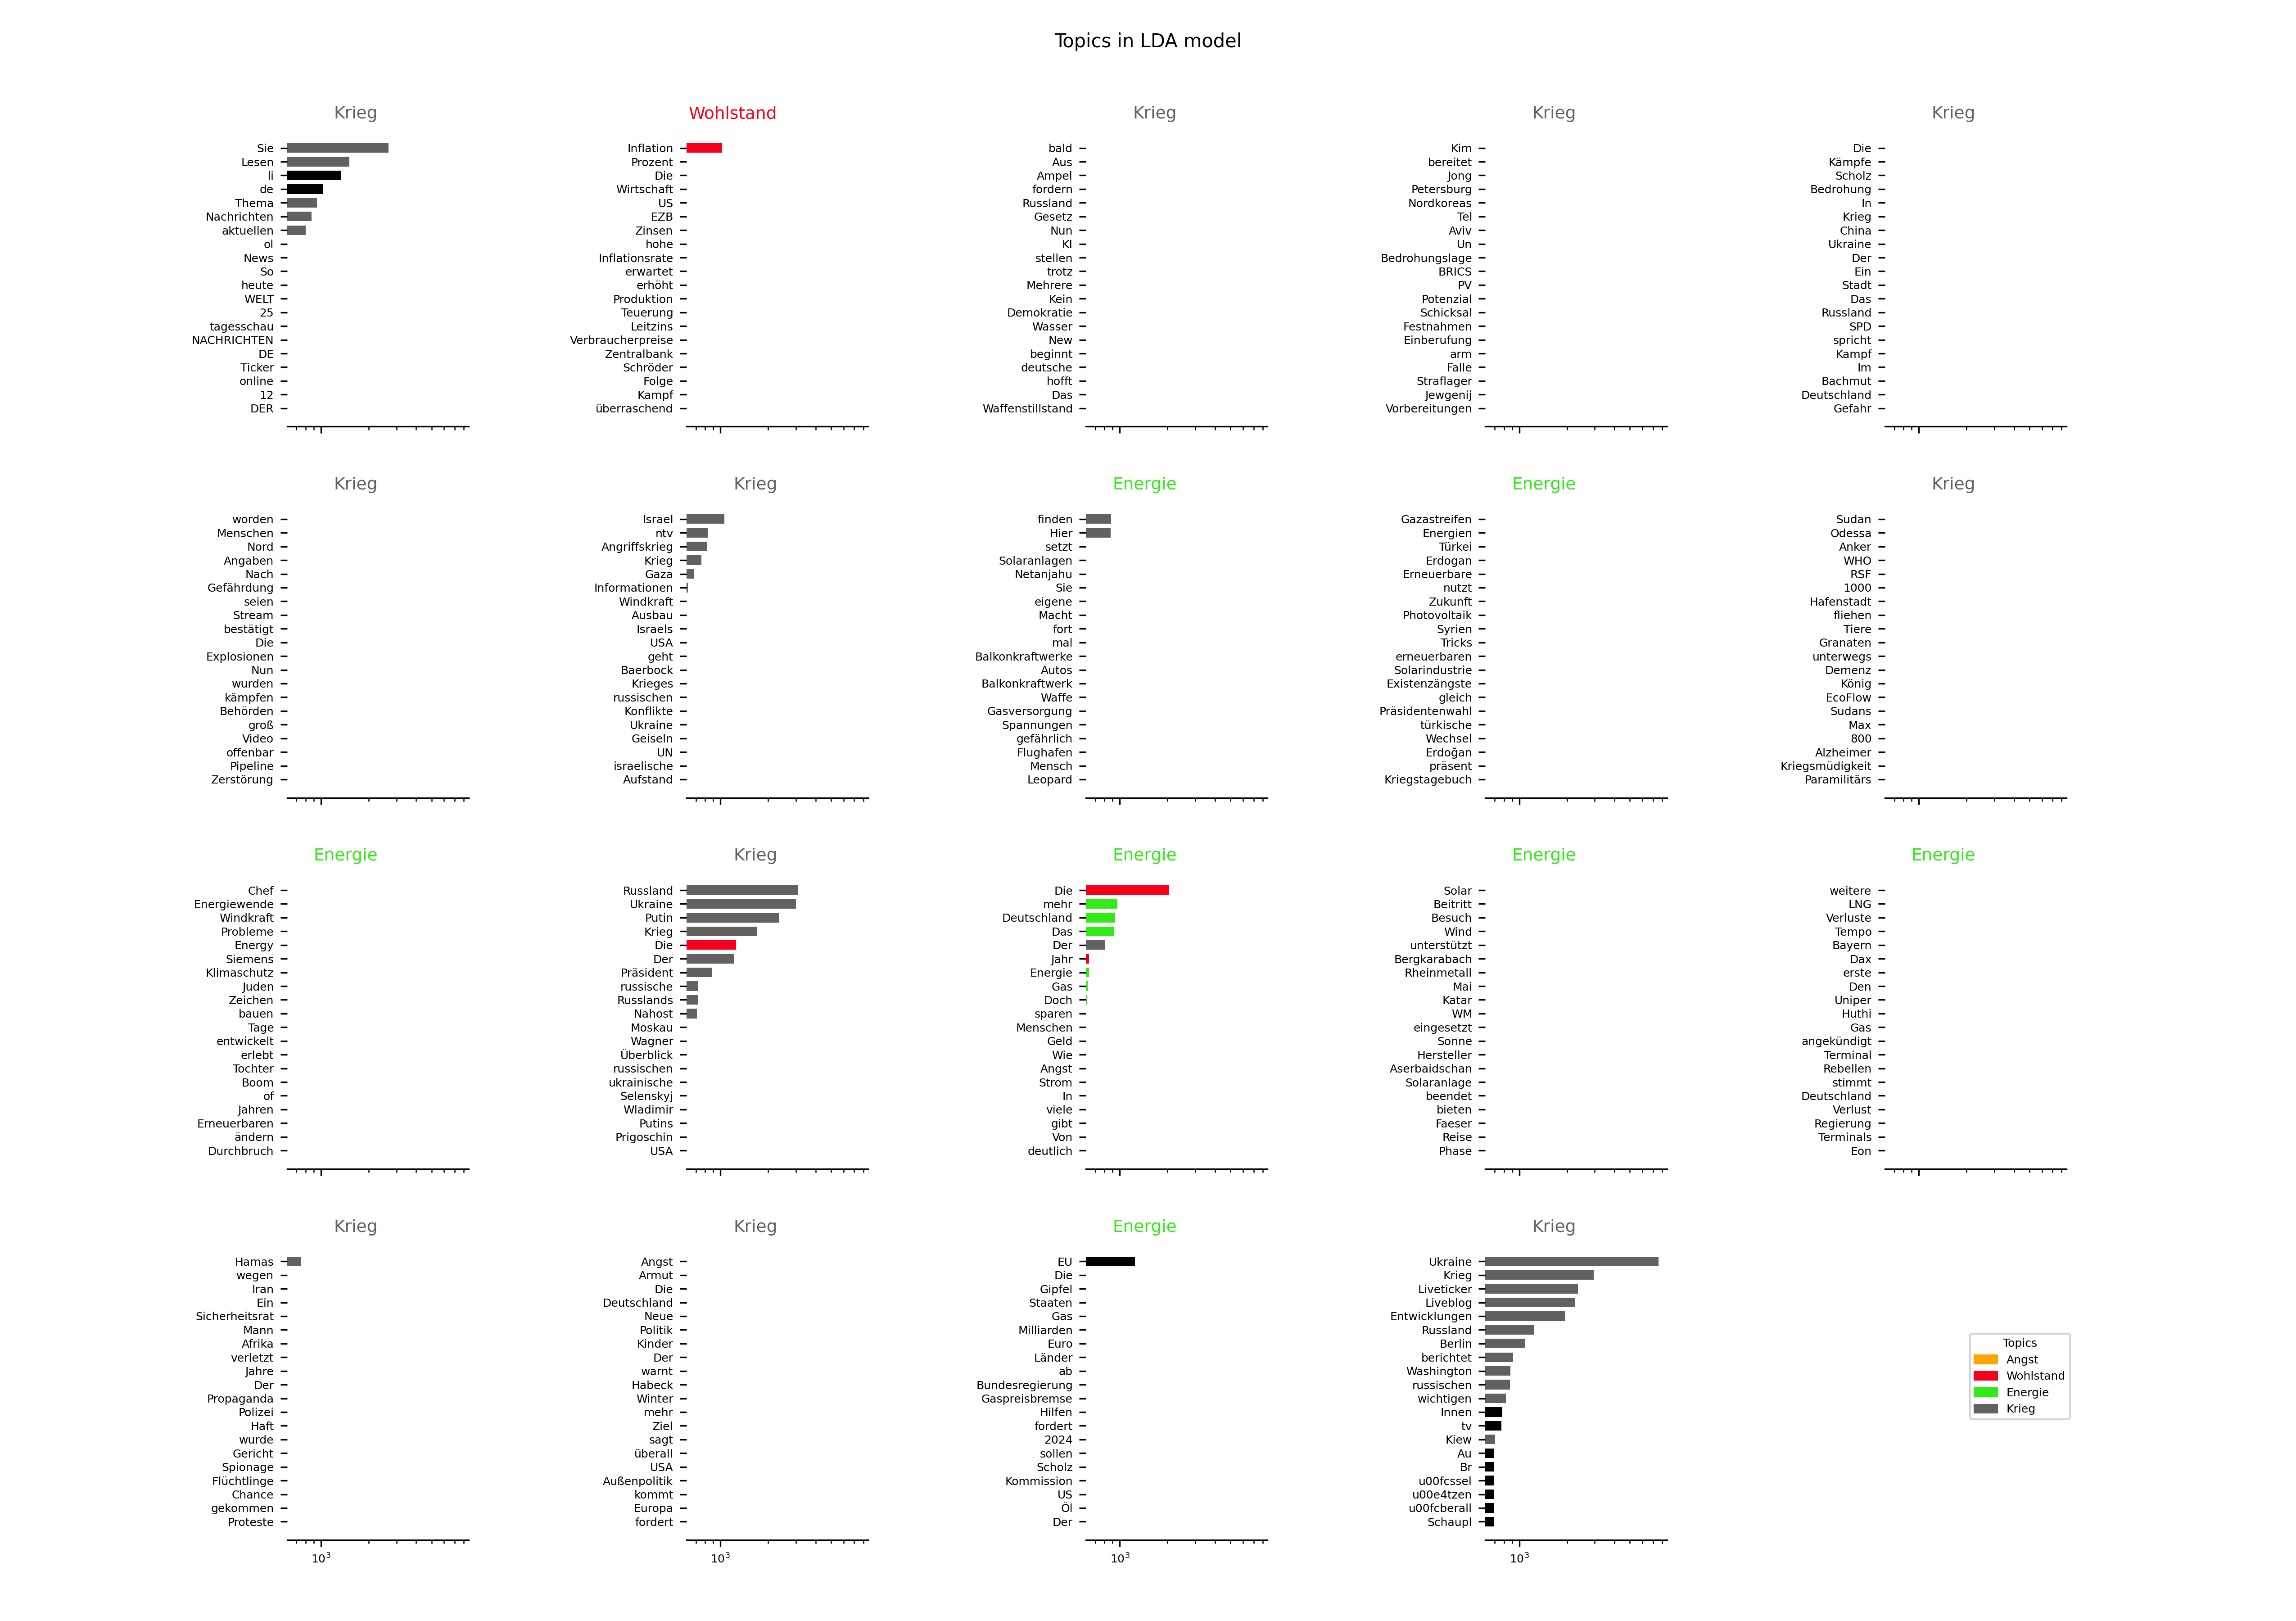 Topics in LDA model
Krieg
Sie
Lesen
li
de
Thema
Nachrichten
aktuellen
ol
News
So
heute
WELT
25
tagesschau
NACHRICHTEN
DE
Ticker
online
12
DER
Wohlstand
Inflation
Prozent
Die
Wirtschaft
US
EZB
Zinsen
hohe
Inflationsrate
erwartet
erhöht
Produktion
Teuerung
Leitzins
Verbraucherpreise
Zentralbank
Schröder
Folge
Kampf
überraschend
Krieg
bald
Aus
Ampel
fordern
Russland
Gesetz
Nun
KI
stellen
trotz
Mehrere
Kein
Demokratie
Wasser
New
beginnt
deutsche
hofft
Das
Waffenstillstand
Krieg
Kim
bereitet
Jong
Petersburg
Nordkoreas
Tel
Aviv
Un
Bedrohungslage
BRICS
PV
Potenzial
Schicksal
Festnahmen
Einberufung
arm
Falle
Straflager
Jewgenij
Vorbereitungen
Krieg
Die
Kämpfe
Scholz
Bedrohung
In
Krieg
China
Ukraine
Der
Ein
Stadt
Das
Russland
SPD
spricht
Kampf
Im
Bachmut
Deutschland
Gefahr
Krieg
worden
Menschen
Nord
Angaben
Nach
Gefährdung
seien
Stream
bestätigt
Die
Explosionen
Nun
wurden
kämpfen
Behörden
groß
Video
offenbar
Pipeline
Zerstörung
Krieg
Israel
ntv
Angriffskrieg
Krieg
Gaza
Informationen
Windkraft
Ausbau
Israels
USA
geht
Baerbock
Krieges
russischen
Konflikte
Ukraine
Geiseln
UN
israelische
Aufstand
Energie
finden
Hier
setzt
Solaranlagen
Netanjahu
Sie
eigene
Macht
fort
mal
Balkonkraftwerke
Autos
Balkonkraftwerk
Waffe
Gasversorgung
Spannungen
gefährlich
Flughafen
Mensch
Leopard
Energie
Gazastreifen
Energien
Türkei
Erdogan
Erneuerbare
nutzt
Zukunft
Photovoltaik
Syrien
Tricks
erneuerbaren
Solarindustrie
Existenzängste
gleich
Präsidentenwahl
türkische
Wechsel
Erdoğan
präsent
Kriegstagebuch
Krieg
Sudan
Odessa
Anker
WHO
RSF
1000
Hafenstadt
fliehen
Tiere
Granaten
unterwegs
Demenz
König
EcoFlow
Sudans
Max
800
Alzheimer
Kriegsmüdigkeit
Paramilitärs
Energie
Chef
Energiewende
Windkraft
Probleme
Energy
Siemens
Klimaschutz
Juden
Zeichen
bauen
Tage
entwickelt
erlebt
Tochter
Boom
of
Jahren
Erneuerbaren
ändern
Durchbruch
Krieg
Russland
Ukraine
Putin
Krieg
Die
Der
Präsident
russische
Russlands
Nahost
Moskau
Wagner
Überblick
russischen
ukrainische
Selenskyj
Wladimir
Putins
Prigoschin
USA
Energie
Die
mehr
Deutschland
Das
Der
Jahr
Energie
Gas
Doch
sparen
Menschen
Geld
Wie
Angst
Strom
In
viele
gibt
Von
deutlich
Energie
Solar
Beitritt
Besuch
Wind
unterstützt
Bergkarabach
Rheinmetall
Mai
Katar
WM
eingesetzt
Sonne
Hersteller
Aserbaidschan
Solaranlage
beendet
bieten
Faeser
Reise
Phase
Energie
weitere
LNG
Verluste
Tempo
Bayern
Dax
erste
Den
Uniper
Huthi
Gas
angekündigt
Terminal
Rebellen
stimmt
Deutschland
Verlust
Regierung
Terminals
Eon
Krieg
Hamas
wegen
Iran
Ein
Sicherheitsrat
Mann
Afrika
verletzt
Jahre
Der
Propaganda
Polizei
Haft
wurde
Gericht
Spionage
Flüchtlinge
Chance
gekommen
Proteste
10³
Krieg
Angst
Armut
Die
Deutschland
Neue
Politik
Kinder
Der
warnt
Habeck
Winter
mehr
Ziel
sagt
überall
USA
Außenpolitik
kommt
Europa
fordert
10³
Energie
EU
Die
Gipfel
Staaten
Gas
Milliarden
Euro
Länder
ab
Bundesregierung
Gaspreisbremse
Hilfen
fordert
2024
sollen
Scholz
Kommission
US
Öl
Der
10³
Krieg
Ukraine
Krieg
Liveticker
Liveblog
Entwicklungen
Russland
Berlin
berichtet
Washington
russischen
wichtigen
Innen
tv
Kiew
Au
Br
u00fcssel
u00e4tzen
u00fcberall
Schaupl
10³
Topics
Angst
Wohlstand
Energie
Krieg